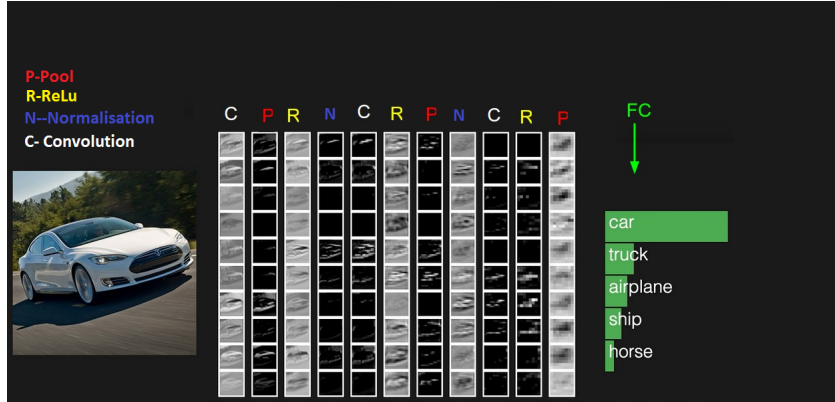 P-Pool
R-ReLu
N--Normalisation
C- Convolution
C P R N C R P N C R P
FC
car
truck
airplane
ship
horse